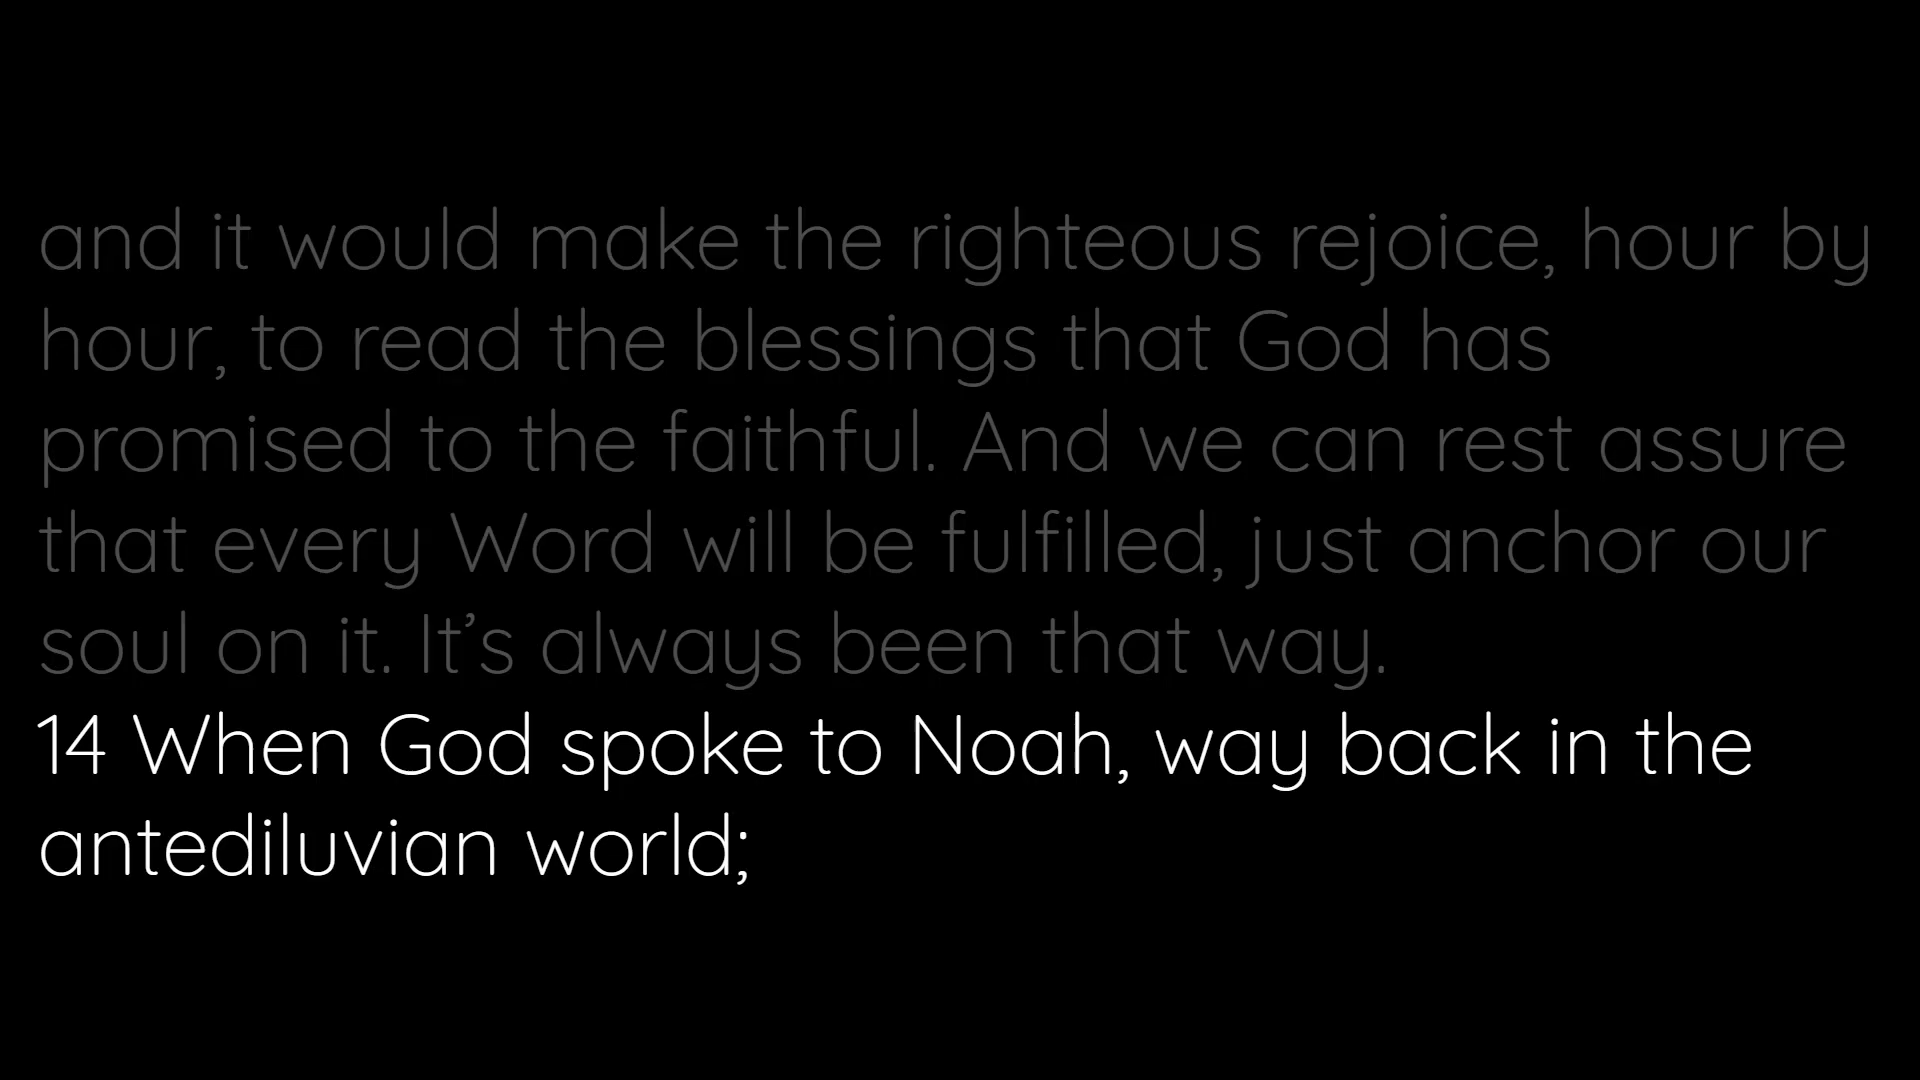 and it would make the righteous rejoice, hour by
hour, to read the blessings that God has
promised to the faithful. And we can rest assure
that every Word will be fulfilled, just anchor our
soul on it. It’s always been that way.
14 When God spoke to Noah, way back in the
antediluvian world;